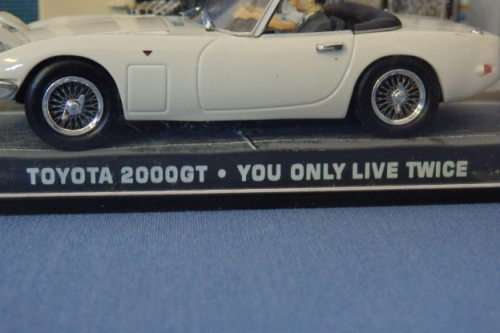 TOYOTA 2000GT • YOU ONLY LIVE TWICE